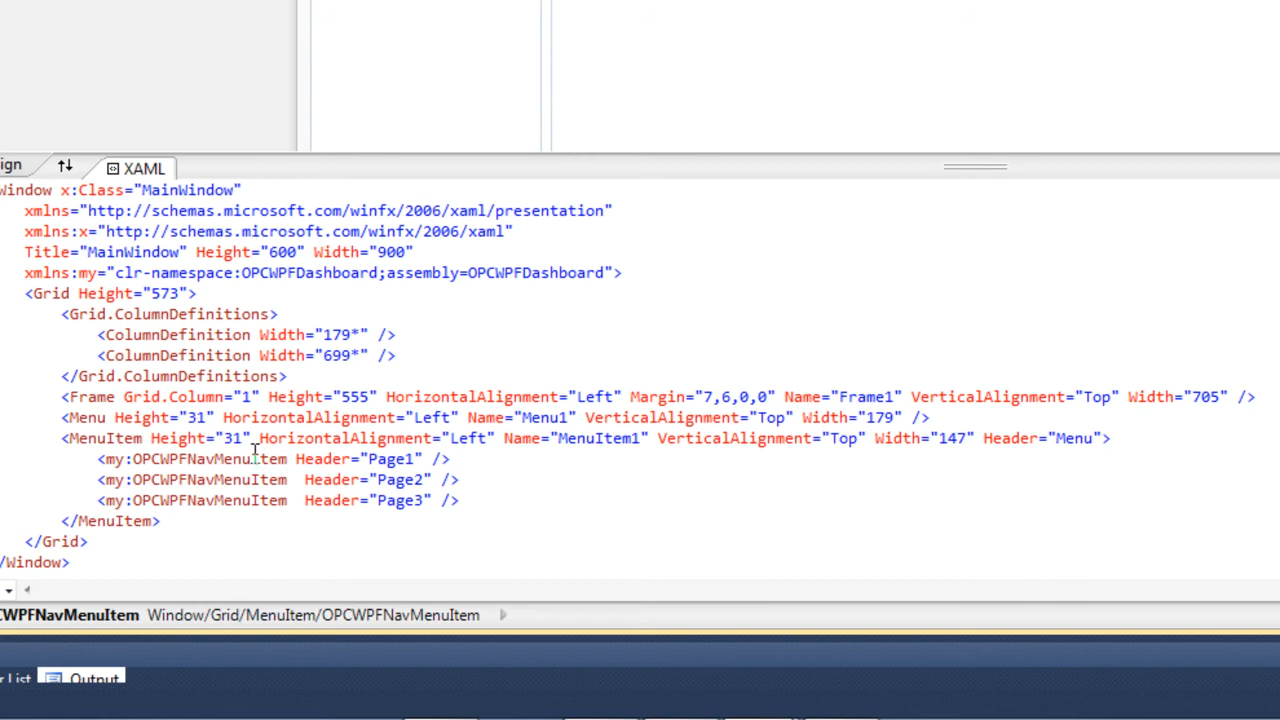 ign XAML
Window x:Class="MainWindow"
xmlns="http://schemas.microsoft.com/winfx/2006/xaml/presentation"
xmlns:x="http://schemas.microsoft.com/winfx/2006/xaml"
Title="MainWindow" Height="600" Width="900"
xmlns:my="clr-namespace:OPCWPFDashboard;assembly=OPCWPFDashboard">
<Grid Height="573">
<Grid.ColumnDefinitions>
<ColumnDefinition Width="179*" />
<ColumnDefinition Width="699*" />
</Grid.ColumnDefinitions>
<Frame Grid.Column="1" Height="555" HorizontalAlignment="Left" Margin="7,6,0,0" Name="Frame1" VerticalAlignment="Top" Width="705" />
<Menu Height="31" HorizontalAlignment="Left" Name="Menu1" VerticalAlignment="Top" Width="179" />
<MenuItem Height="31" HorizontalAlignment="Left" Name="MenuItem1" VerticalAlignment="Top" Width="147" Header="Menu">
<my:OPCWPFNavMenuItem Header="Page1" />
<my:OPCWPFNavMenuItem  Header="Page2" />
<my:OPCWPFNavMenuItem  Header="Page3" />
</MenuItem>
</Grid>
/Window>
CWPFNavMenuItem Window/Grid/MenuItem/OPCWPFNavMenuItem
r List Output